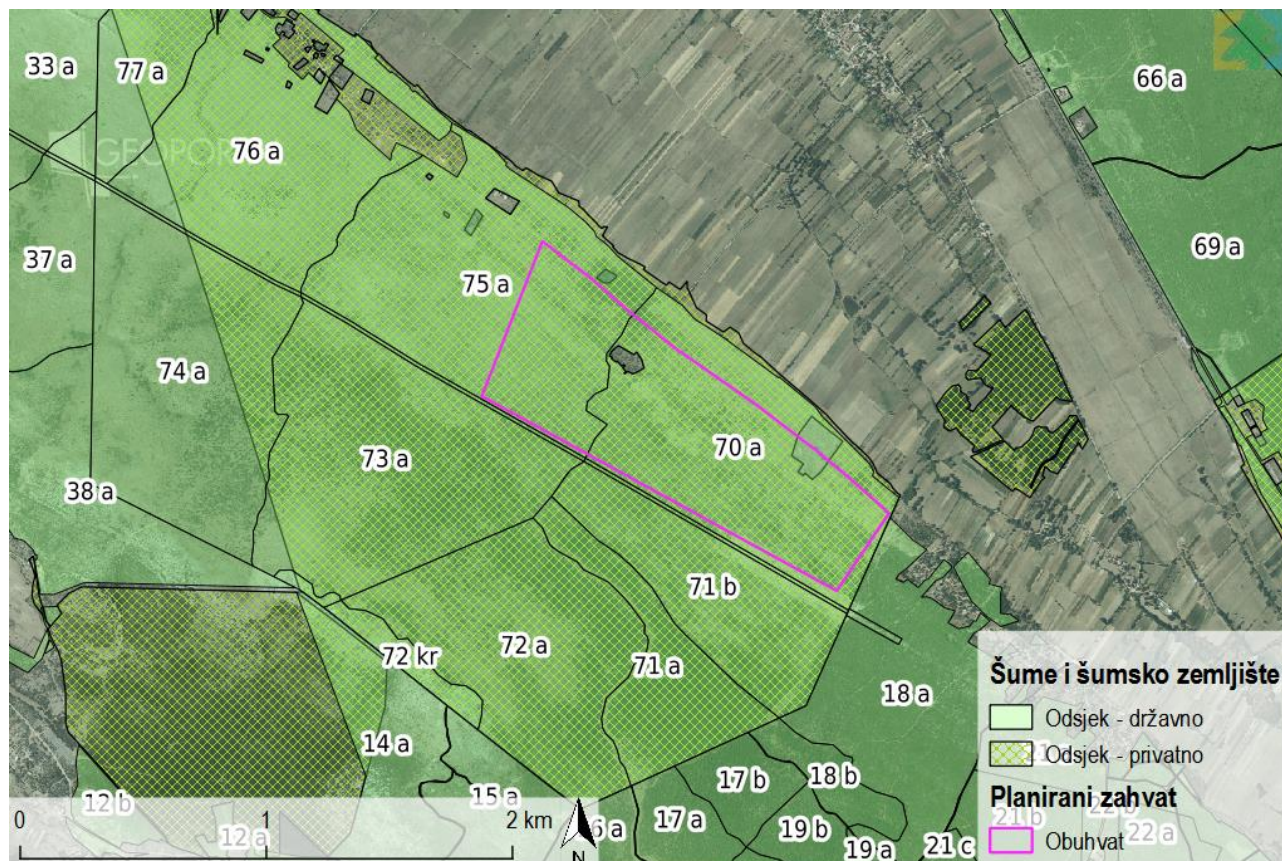 33 a
77 a
66 a
GEOPOR
76 a
69 a
37 a
75 a
74 a
70 a
73 a
38 a
71 b
72 kr
72 a
71 a
18 a
14 a
17 b
18 b
15 a
12 b
17 a
19 b
12 a
19 a
21 c
21 b
22 b
22 a
0 1 2 km
N
Šume i šumsko zemljište
Odsjek - državno
Odsjek - privatno
Planirani zahvat
Obuhvat